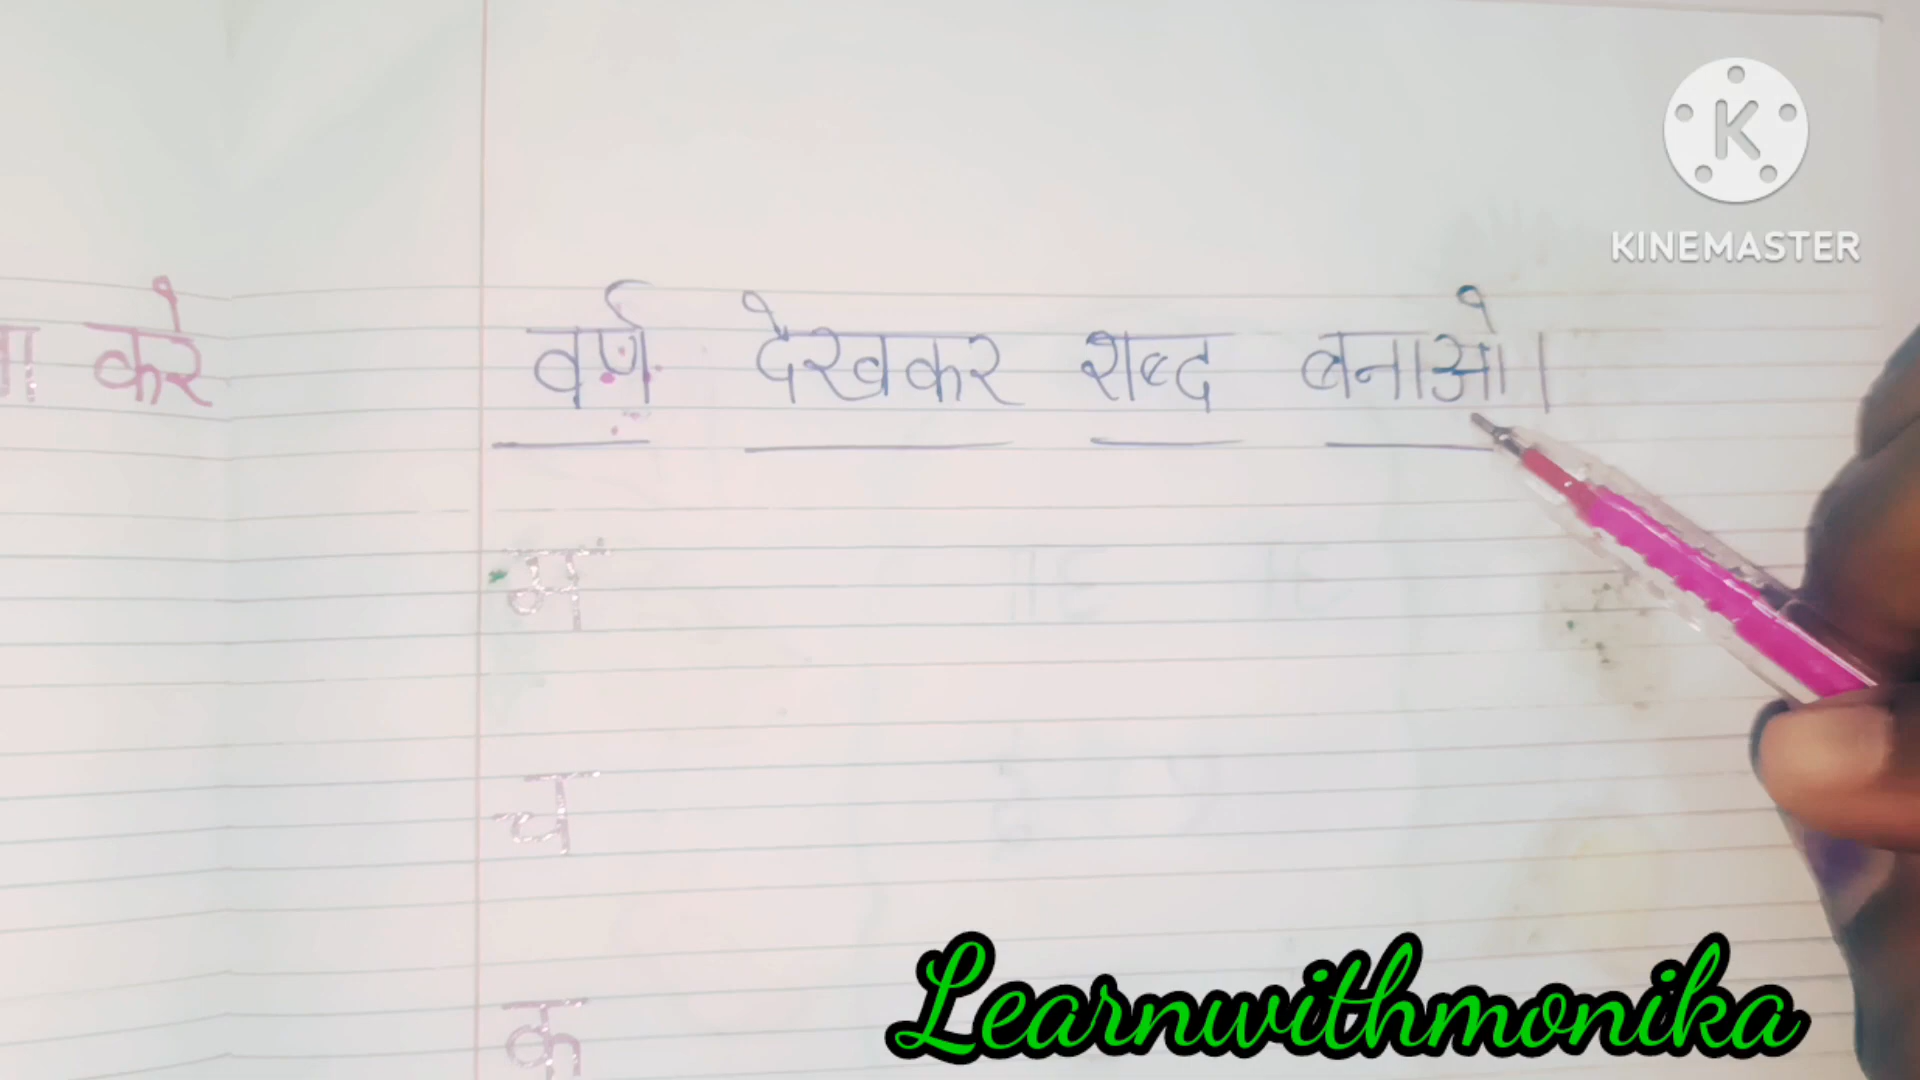 KINEMASTER
करे
वर्ण देखकर शब्द बनाओ।
म
च
क
Learnwithmonika